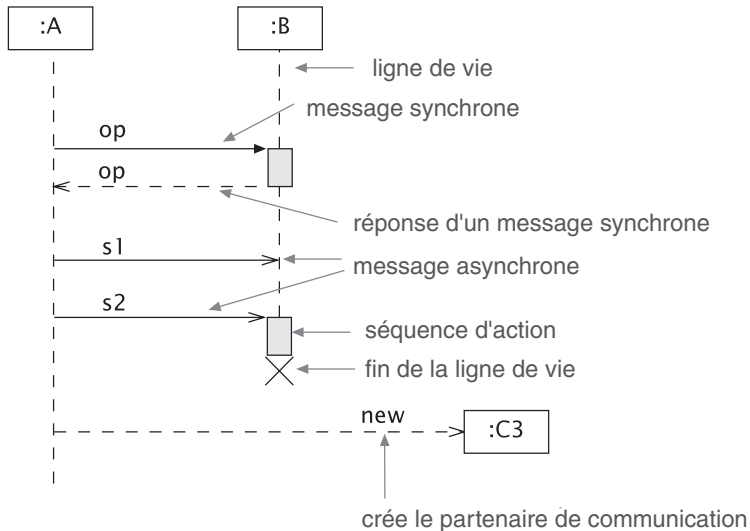 :A
:B
ligne de vie
message synchrone
op
op
réponse d'un message synchrone
s1
message asynchrone
s2
séquence d'action
fin de la ligne de vie
new
:C3
crée le partenaire de communication